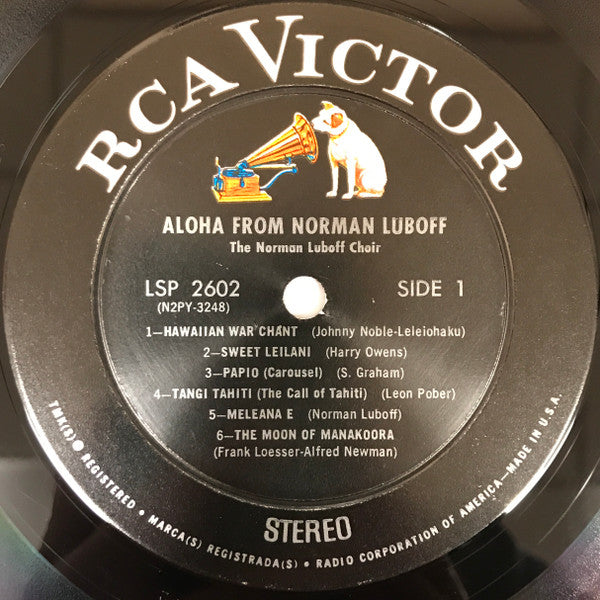 RCA VICTOR
ALOHA FROM NORMAN LUBOFF
The Norman Luboff Choir
LSP 2602 SIDE 1
(N2PY-3248)
1—HAWAIIAN WAR CHANT (Johnny Noble-Leleiohaku)
2—SWEET LEILANI (Harry Owens)
3—PAPIO (Carousel) (S. Graham)
4—TANGI TAHITI (The Call of Tahiti) (Leon Pober)
5—MELEANA E (Norman Luboff)
6—THE MOON OF MANAKOORA
(Frank Loesser-Alfred Newman)
STEREO
TMK(S) ® REGISTERED • MARCA(S) REGISTRADA(S) • RADIO CORPORATION OF AMERICA—MADE IN U.S.A.